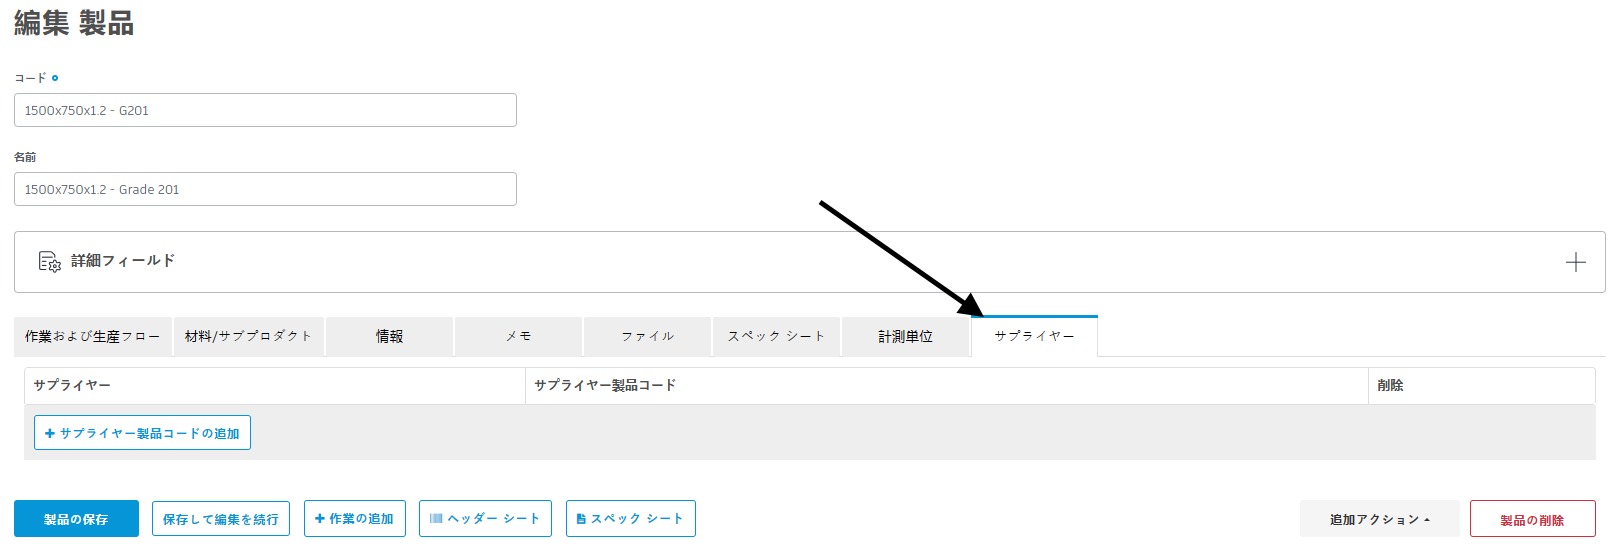 編集 製品
コード
1500x750x1.2 - G201
名前
1500x750x1.2 - Grade 201
詳細フィールド
作業および生産フロー 材料/サブプロダクト 情報 メモ ファイル スペック シート 計測単位 サプライヤー
サプライヤー サプライヤー製品コード 削除
サプライヤー製品コードの追加
製品の保存 保存して編集を続行 作業の追加 ヘッダー シート スペック シート 追加アクション 製品の削除